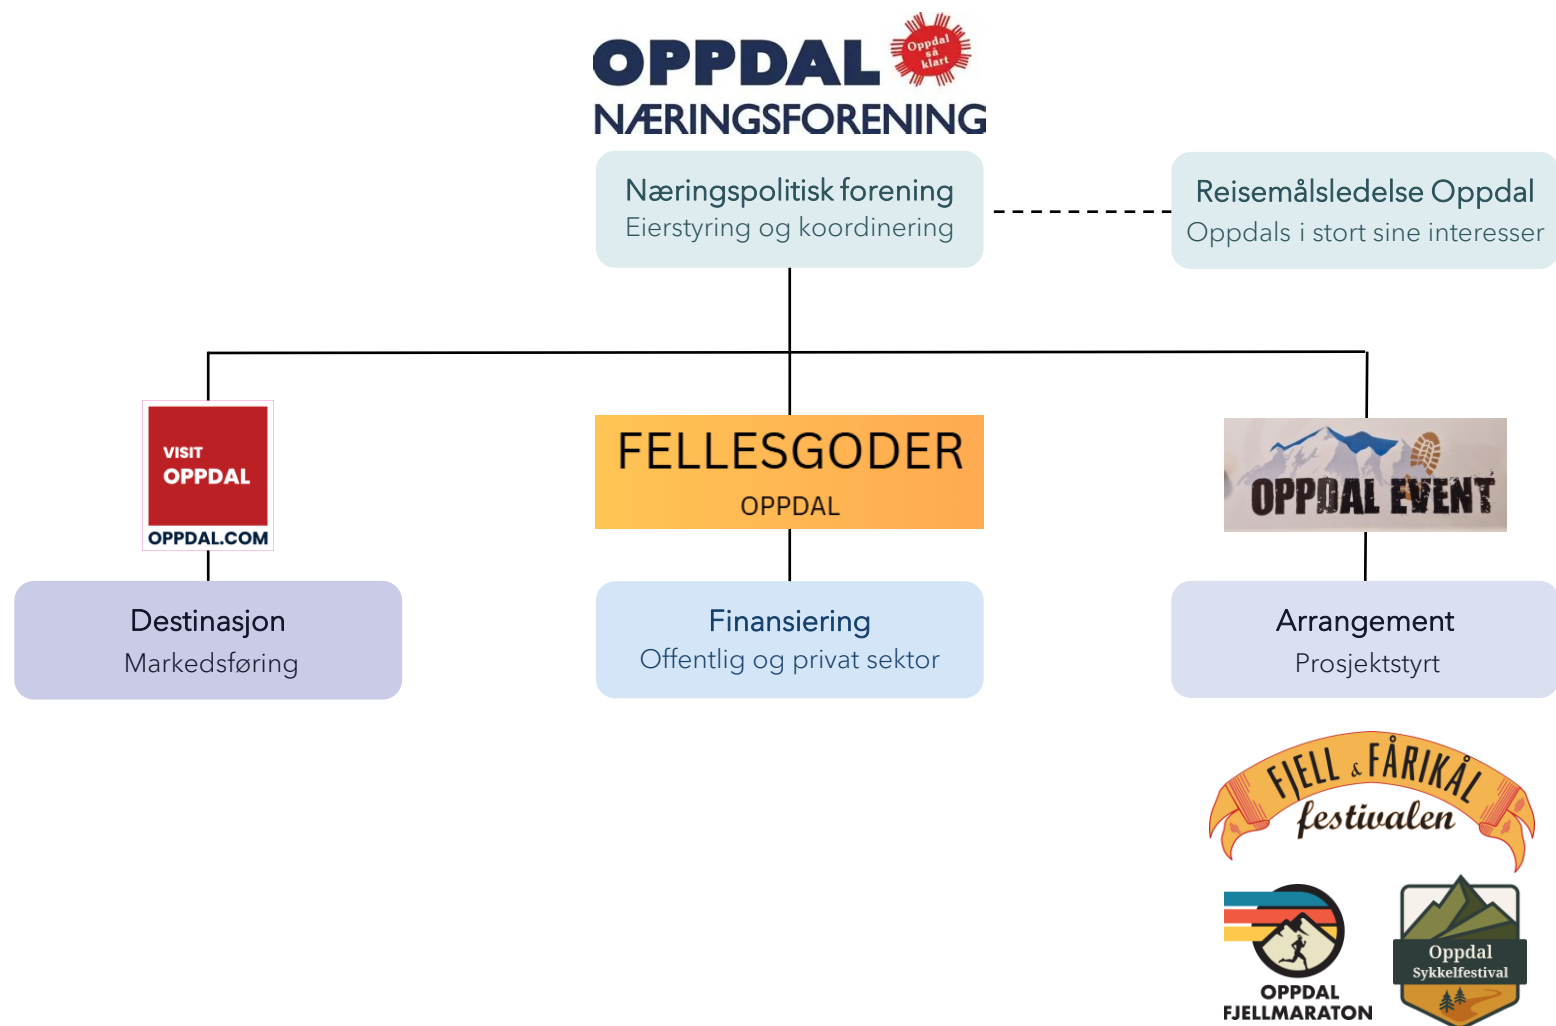 OPPDAL
Oppdal
så
klart
NÆRINGSFORENING
Næringspolitisk forening
Eierstyring og koordinering
Reisemålsledelse Oppdal
Oppdals i stort sine interesser
VISIT
OPPDAL
OPPDAL.COM
FELLESGODER
OPPDAL
OPPDAL EVENT
Destinasjon
Markedsføring
Finansiering
Offentlig og privat sektor
Arrangement
Prosjektstyrt
FJELL & FÅRIKÅL
festivalen
OPPDAL
FJELLMARATON
Oppdal
Sykkelfestival